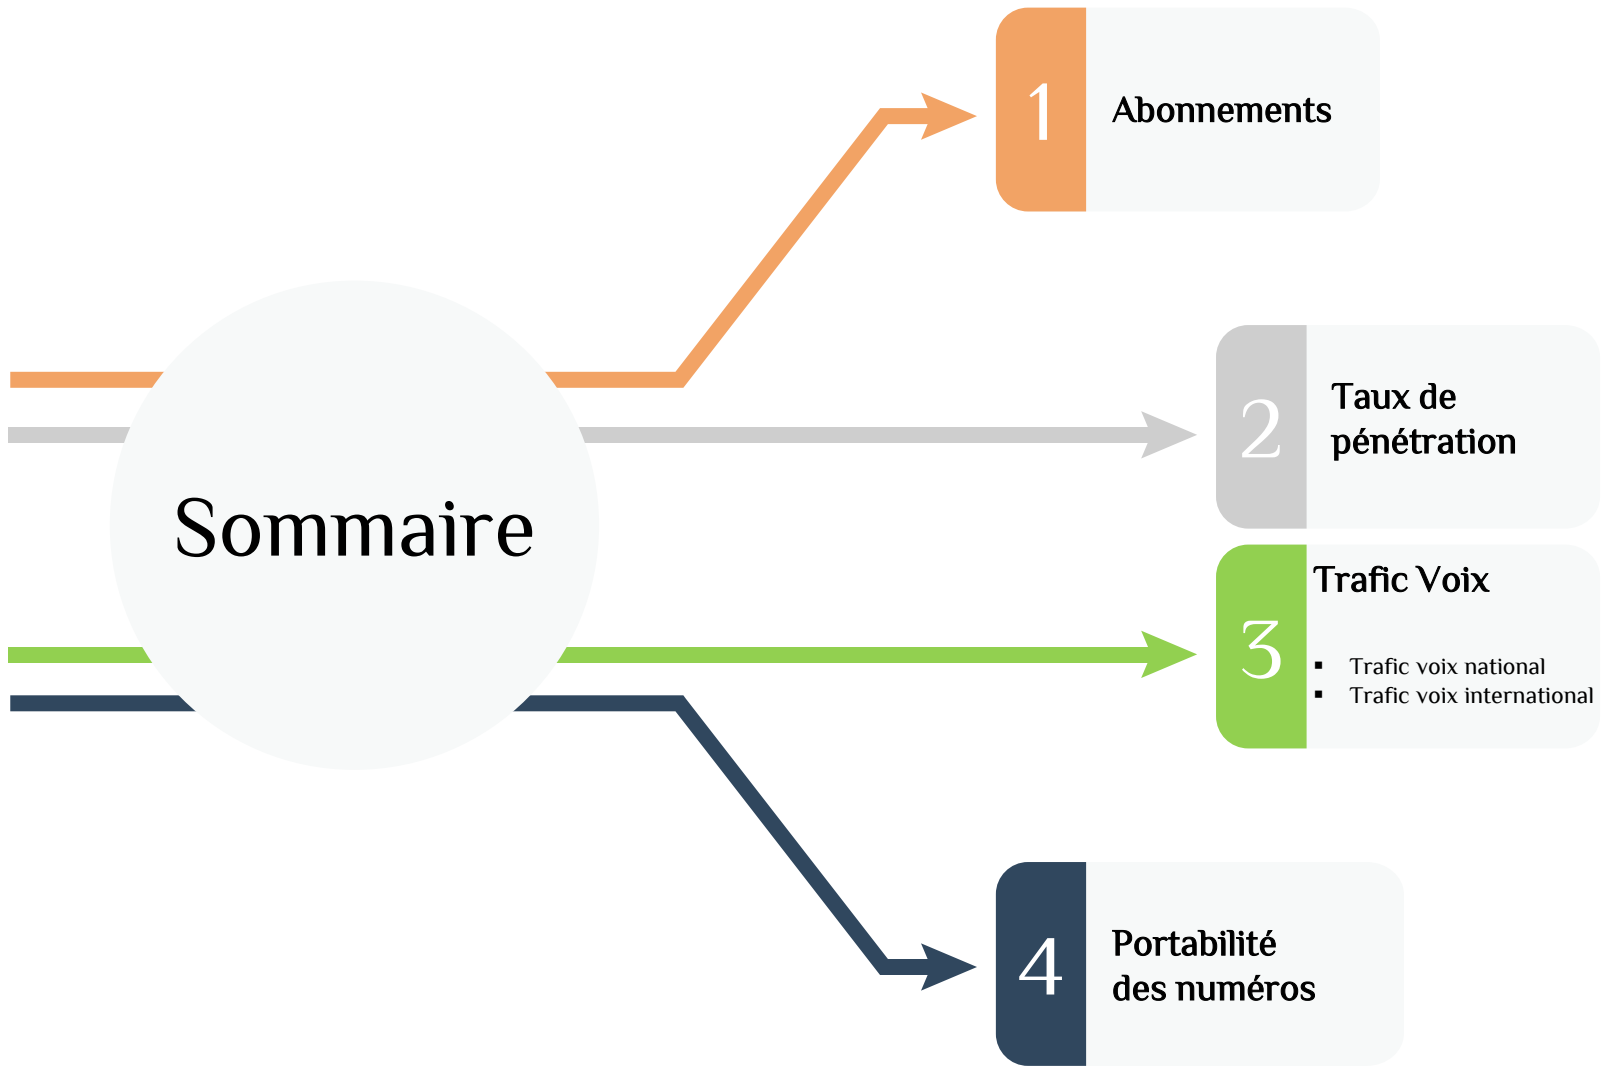 Sommaire
1
Abonnements
2
Taux de
pénétration
3
Trafic Voix
▪ Trafic voix national
▪ Trafic voix international
4
Portabilité
des numéros